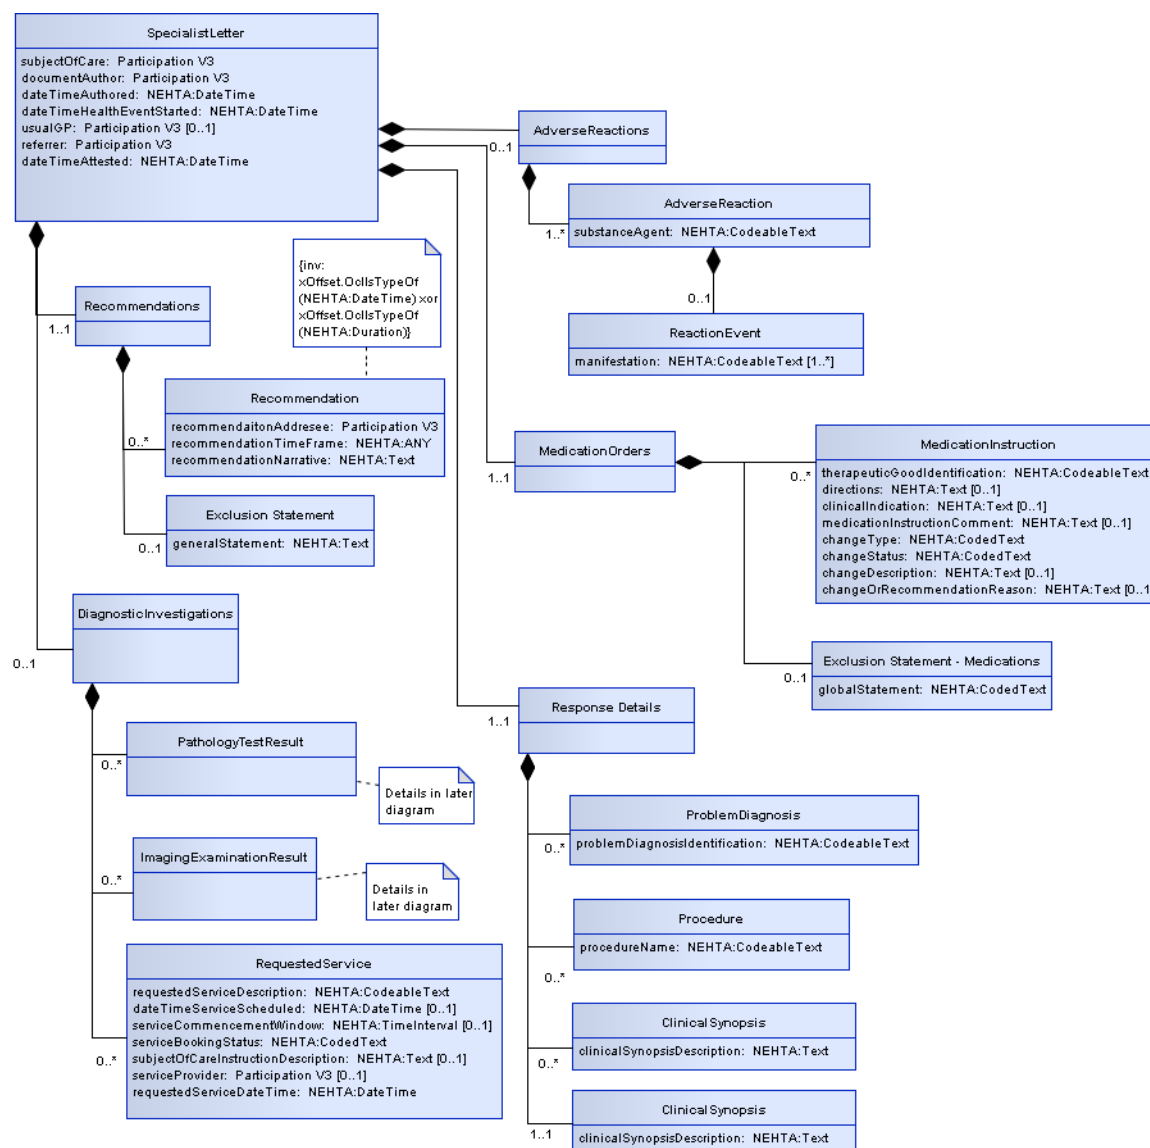 SpecialistLetter
subjectOfCare: Participation V3
documentAuthor: Participation V3
dateTimeAuthored: NEHTA:DateTime
dateTimeHealthEventStarted: NEHTA:DateTime
usualGP: Participation V3 [0..1]
referrer: Participation V3
dateTimeAttested: NEHTA:DateTime
AdverseReactions
0..1
AdverseReaction
substanceAgent: NEHTA:CodeableText
1..*
0..1
ReactionEvent
manifestation: NEHTA:CodeableText [1..*]
{inv:
xOffset.OclIsTypeOf
(NEHTA:DateTime) xor
xOffset.OclIsTypeOf
(NEHTA:Duration)}
Recommendations
1..1
Recommendation
recommendaitonAddresee: Participation V3
recommendationTimeFrame: NEHTA:ANY
recommendationNarrative: NEHTA:Text
0..*
Exclusion Statement
generalStatement: NEHTA:Text
0..1
MedicationOrders
1..1
MedicationInstruction
therapeuticGoodIdentification: NEHTA:CodeableText
directions: NEHTA:Text [0..1]
clinicalIndication: NEHTA:Text [0..1]
medicationInstructionComment: NEHTA:Text [0..1]
changeType: NEHTA:CodedText
changeStatus: NEHTA:CodedText
changeDescription: NEHTA:Text [0..1]
changeOrRecommendationReason: NEHTA:Text [0..1
0..*
Exclusion Statement - Medications
globalStatement: NEHTA:CodedText
0..1
DiagnosticInvestigations
0..1
PathologyTestResult
0..*
Details in later
diagram
ImagingExaminationResult
0..*
Details in
later diagram
RequestedService
requestedServiceDescription: NEHTA:CodeableText
dateTimeServiceScheduled: NEHTA:DateTime [0..1]
serviceCommencementWindow: NEHTA:TimeInterval [0..1]
serviceBookingStatus: NEHTA:CodedText
subjectOfCareInstructionDescription: NEHTA:Text [0..1]
serviceProvider: Participation V3 [0..1]
requestedServiceDateTime: NEHTA:DateTime
0..*
Response Details
1..1
ProblemDiagnosis
problemDiagnosisIdentification: NEHTA:CodeableText
0..*
Procedure
procedureName: NEHTA:CodeableText
0..*
ClinicalSynopsis
clinicalSynopsisDescription: NEHTA:Text
0..*
ClinicalSynopsis
clinicalSynopsisDescription: NEHTA:Text
1..1